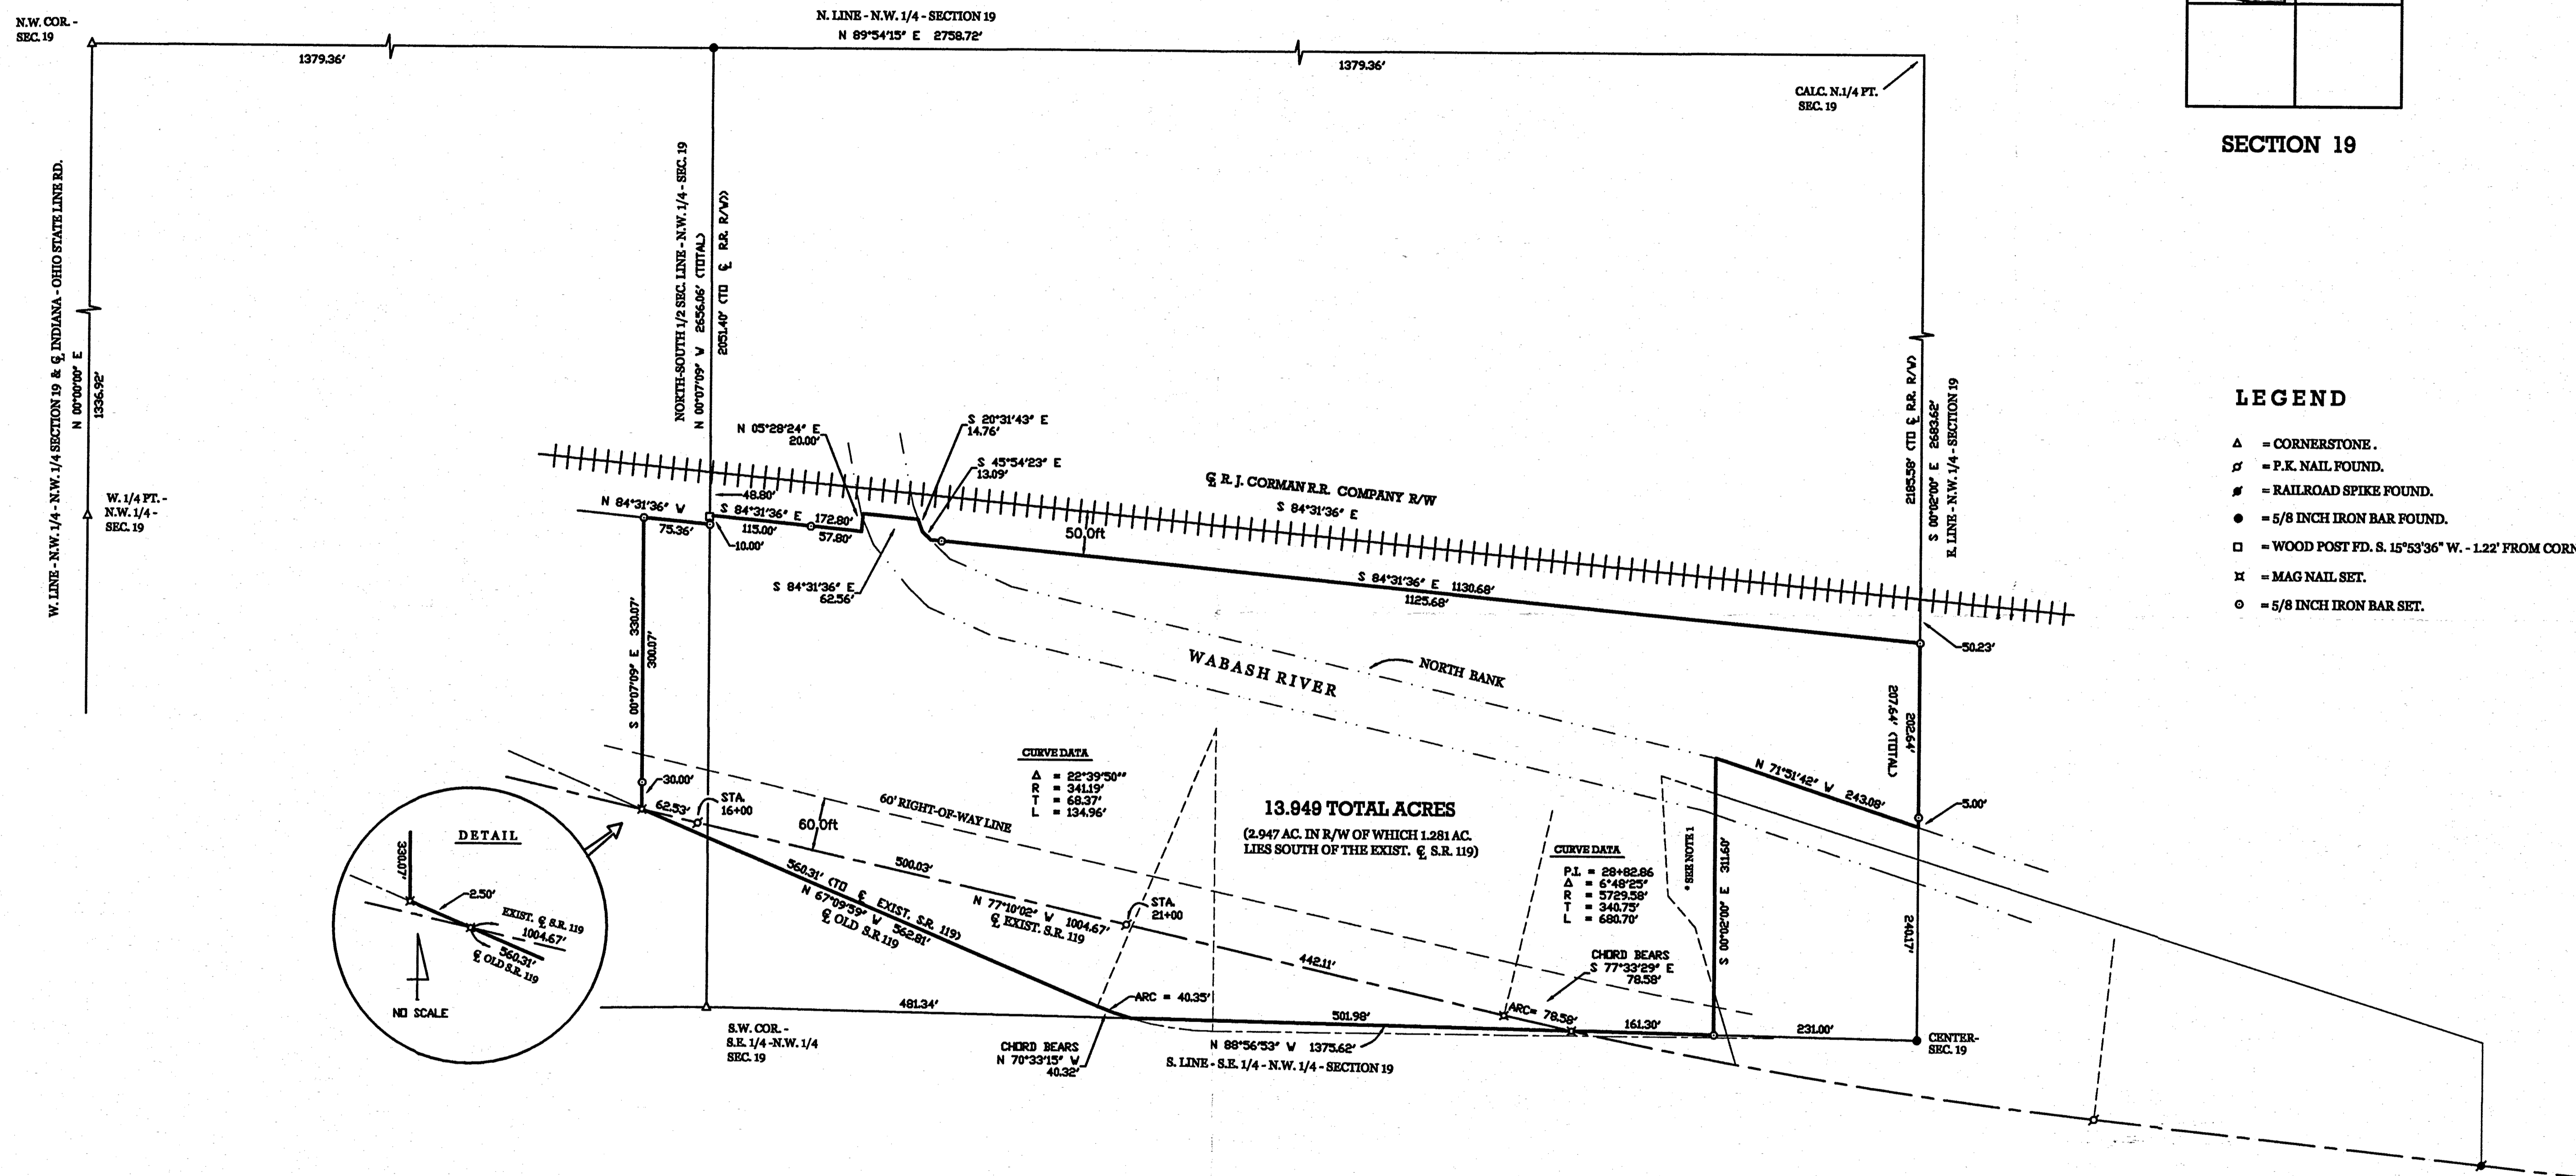 N.W. COR. -
SEC. 19
N. LINE - N.W. 1/4 - SECTION 19
N 89°54'15" E 2758.72'
1379.36'
1379.36'
CALC. N.1/4 PT.
SEC. 19
SECTION 19
W. LINE - N.W. 1/4 - N.W. 1/4 SECTION 19 & ℄ INDIANA - OHIO STATE LINE RD.
N 00°00'00" E
1336.92'
W. 1/4 PT. -
N.W. 1/4 -
SEC. 19
NORTH-SOUTH 1/2 SEC. LINE - N.W. 1/4 - SEC. 19
N 00°07'09" W 2656.06' (TOTAL)
2051.40' (TO ℄ R.R. R/W)
2185.58' (TO ℄ R.R. R/W)
S 00°02'00" E 2683.62'
E. LINE - N.W. 1/4 - SECTION 19
LEGEND
△ = CORNERSTONE.
= P.K. NAIL FOUND.
= RAILROAD SPIKE FOUND.
● = 5/8 INCH IRON BAR FOUND.
□ = WOOD POST FD. S. 15°53'36" W. - 1.22' FROM CORN
= MAG NAIL SET.
⊙ = 5/8 INCH IRON BAR SET.
N 05°28'24" E
20.00'
S 20°31'43" E
14.76'
S 45°54'23" E
13.09'
℄ R. J. CORMAN R.R. COMPANY R/W
S 84°31'36" E
50.0ft
N 84°31'36" W
75.36'
48.80'
S 84°31'36" E 172.80'
115.00'
57.80'
10.00'
S 84°31'36" E
62.56'
S 84°31'36" E 1130.68'
1125.68'
50.23'
S 00°07'09" E 330.07'
300.07'
WABASH RIVER
NORTH BANK
207.64' (TOTAL)
202.64'
N 71°51'42" W 243.08'
5.00'
30.00'
62.53'
STA.
16+00
60.0ft
60' RIGHT-OF-WAY LINE
CURVE DATA
Δ = 22°39'50"
R = 341.19'
T = 68.37'
L = 134.96'
13.949 TOTAL ACRES
(2.947 AC. IN R/W OF WHICH 1.281 AC.
LIES SOUTH OF THE EXIST. ℄ S.R. 119)
CURVE DATA
P.I. = 28+82.86
Δ = 6°48'25"
R = 5729.58'
T = 340.75'
L = 680.70'
* SEE NOTE 1
S 00°02'00" E 311.60'
240.17'
DETAIL
330.07'
2.50'
EXIST. ℄ S.R. 119
1004.67'
560.31'
℄ OLD S.R. 119
NO SCALE
500.03'
560.31' (TO ℄ EXIST. S.R. 119)
N 67°09'59" W 562.81'
℄ OLD S.R 119
N 77°10'02" W 1004.67'
℄ EXIST. S.R. 119
STA.
21+00
442.11'
CHORD BEARS
S 77°33'29" E
78.58'
ARC= 78.58'
481.34'
ARC = 40.35'
501.98'
161.30'
231.00'
CENTER-
SEC. 19
S.W. COR. -
S.E. 1/4 -N.W. 1/4
SEC. 19
CHORD BEARS
N 70°33'15" W
40.32'
N 88°56'53" W 1375.62'
S. LINE - S.E. 1/4 - N.W. 1/4 - SECTION 19